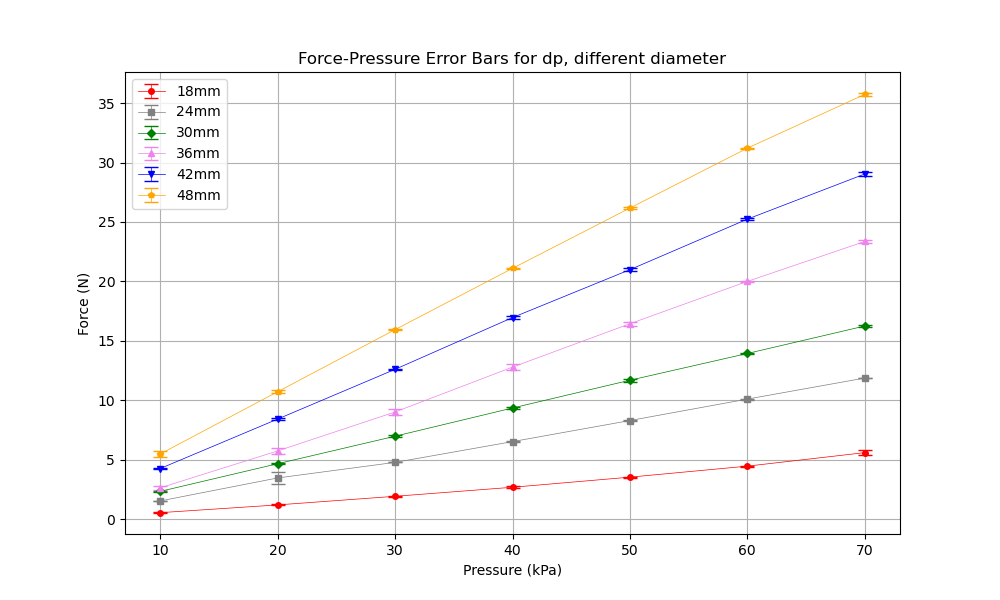 Force-Pressure Error Bars for dp, different diameter
18mm
24mm
30mm
36mm
42mm
48mm
35
30
25
20
15
10
5
0
Force (N)
10 20 30 40 50 60 70
Pressure (kPa)